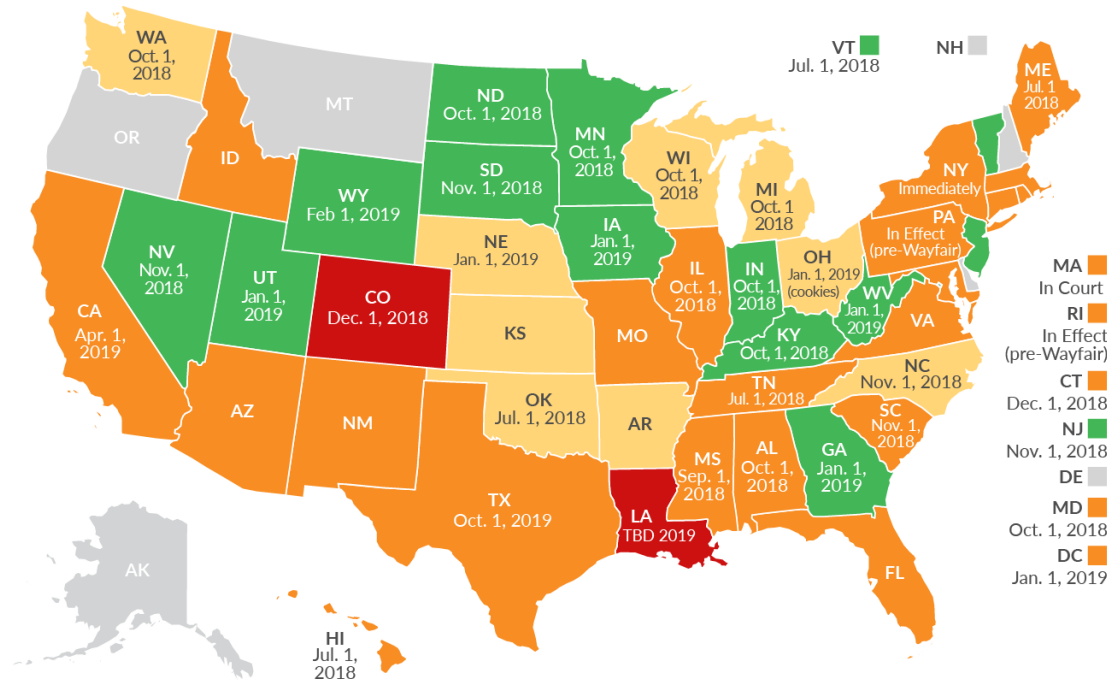 WA
Oct. 1,
2018
OR
MT
ID
ND
Oct. 1, 2018
MN
Oct. 1,
2018
SD
Nov. 1, 2018
WY
Feb 1, 2019
WI
Oct. 1,
2018
MI
Oct. 1
2018
VT
Jul. 1, 2018
NH
ME
Jul. 1
2018
NY
Immediately
PA
In Effect
(pre-Wayfair)
NV
Nov. 1,
2018
UT
Jan. 1,
2019
CO
Dec. 1, 2018
NE
Jan. 1, 2019
IA
Jan. 1,
2019
IL
Oct. 1,
2018
IN
Oct, 1,
2018
OH
Jan. 1, 2019
(cookies)
WV
Jan. 1,
2019
VA
CA
Apr. 1,
2019
KS
MO
KY
Oct, 1, 2018
NC
Nov. 1, 2018
TN
Jul. 1, 2018
SC
Nov. 1,
2018
AZ
NM
OK
Jul. 1, 2018
AR
MS
Sep. 1,
2018
AL
Oct. 1,
2018
GA
Jan. 1,
2019
TX
Oct. 1, 2019
LA
TBD 2019
FL
AK
HI
Jul. 1,
2018
MA
In Court
RI
In Effect
(pre-Wayfair)
CT
Dec. 1, 2018
NJ
Nov. 1, 2018
DE
MD
Oct. 1, 2018
DC
Jan. 1, 2019